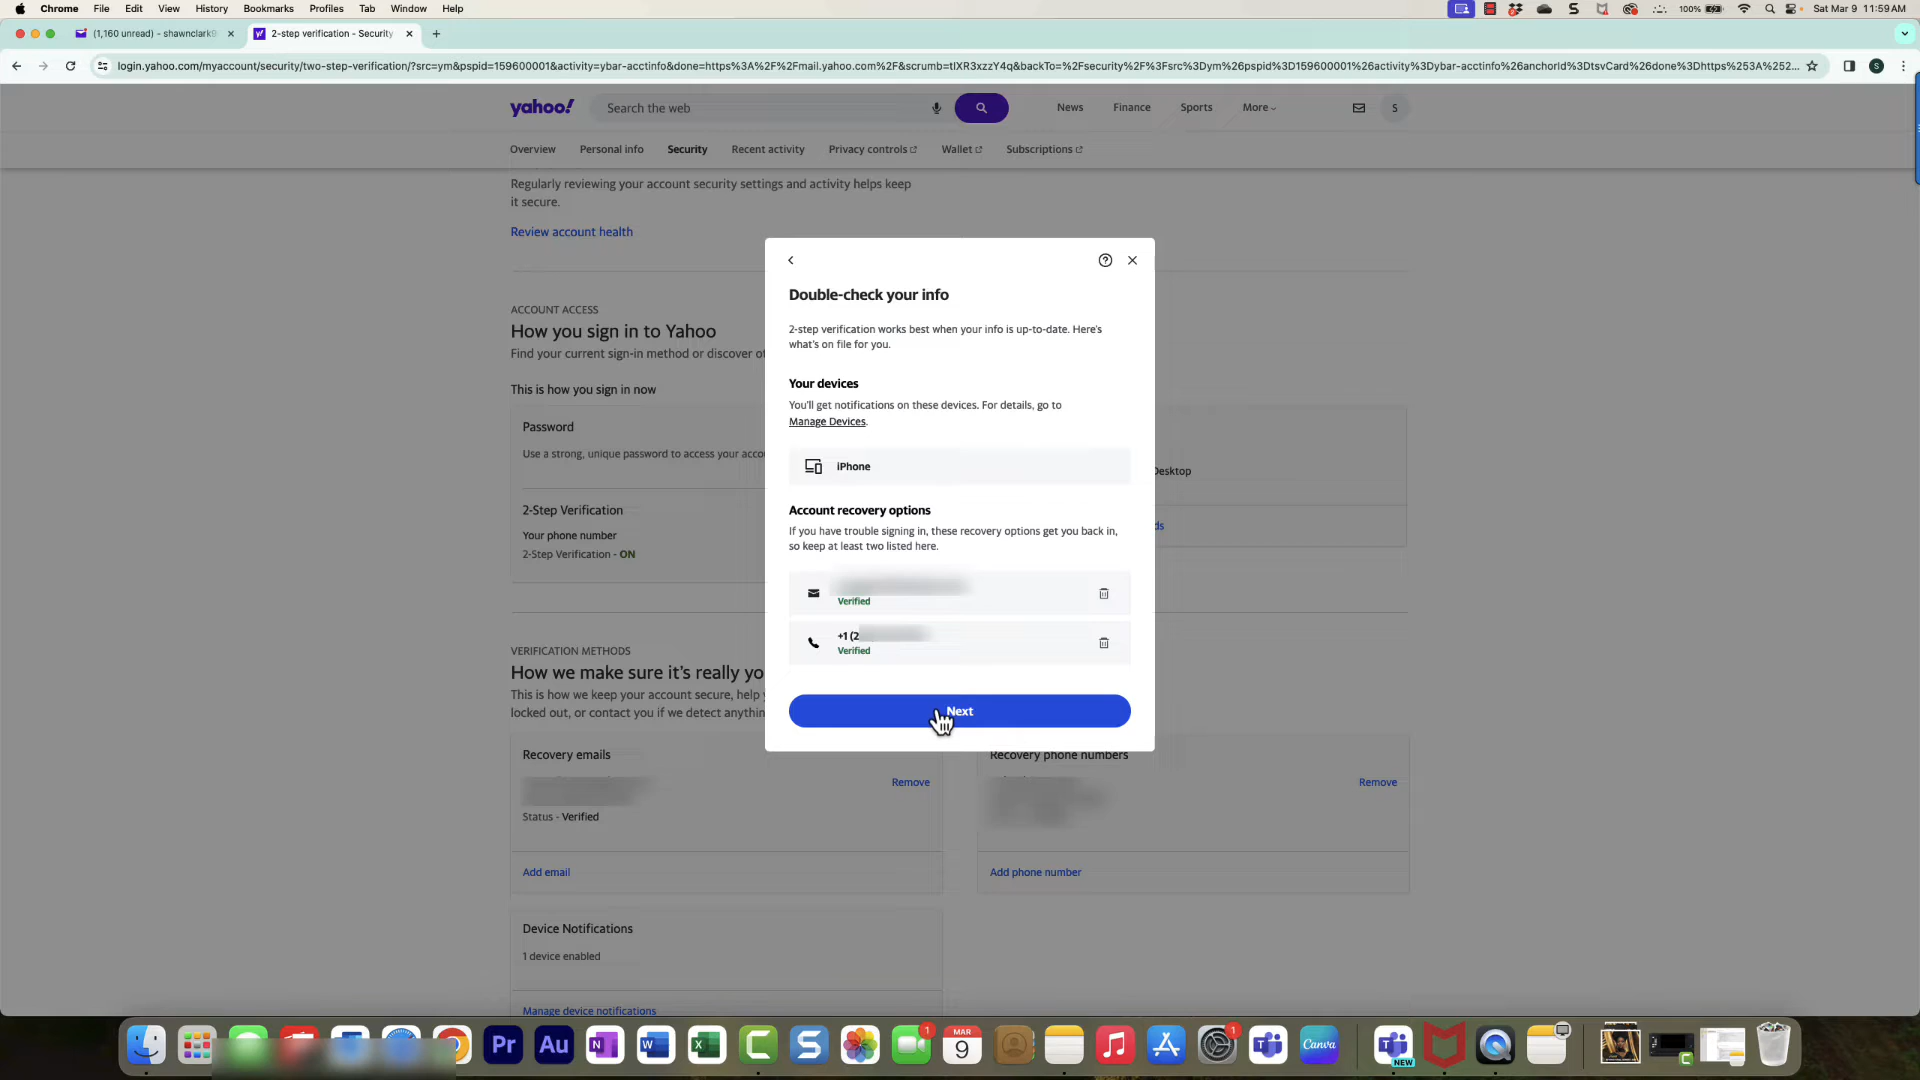 Chrome File Edit View History Bookmarks Profiles Tab Window Help
100% Sat Mar 9 11:59 AM
(1,160 unread) - shawnclark
2-step verification - Security
login.yahoo.com/myaccount/security/two-step-verification/?src=ym&pspid=159600001&activity=ybar-acctinfo&done=https%3A%2F%2Fmail.yahoo.com%2F&scrumb=tIXR3xzzY4q&backTo=%2Fsecurity%2F%3Fsrc%3Dym%26pspid%3D159600001%26activity%3Dybar-acctinfo%26anchorId%3DtsvCard%26done%3Dhttps%253A%252...
S
yahoo!
Search the web
News Finance Sports More
S
Overview Personal info Security Recent activity Privacy controls Wallet Subscriptions
Regularly reviewing your account security settings and activity helps keep
it secure.
Review account health
ACCOUNT ACCESS
How you sign in to Yahoo
Find your current sign-in method or discover
This is how you sign in now
Password
Use a strong, unique password to access your
2-Step Verification
Your phone number
2-Step Verification - ON
Desktop
Double-check your info
2-step verification works best when your info is up-to-date. Here's
what's on file for you.
Your devices
You'll get notifications on these devices. For details, go to
Manage Devices.
iPhone
Account recovery options
If you have trouble signing in, these recovery options get you back in,
so keep at least two listed here.
Verified
+1 (2
Verified
Next
VERIFICATION METHODS
How we make sure it's really
This is how we keep your account secure, help
locked out, or contact you if we detect
Recovery emails
Remove
Status - Verified
Add email
Recovery phone numbers
Remove
Add phone number
Device Notifications
1 device enabled
Manage device notifications
Pr
Au
N
W
X
C
S
1
MAR
9
1
Canva
NEW